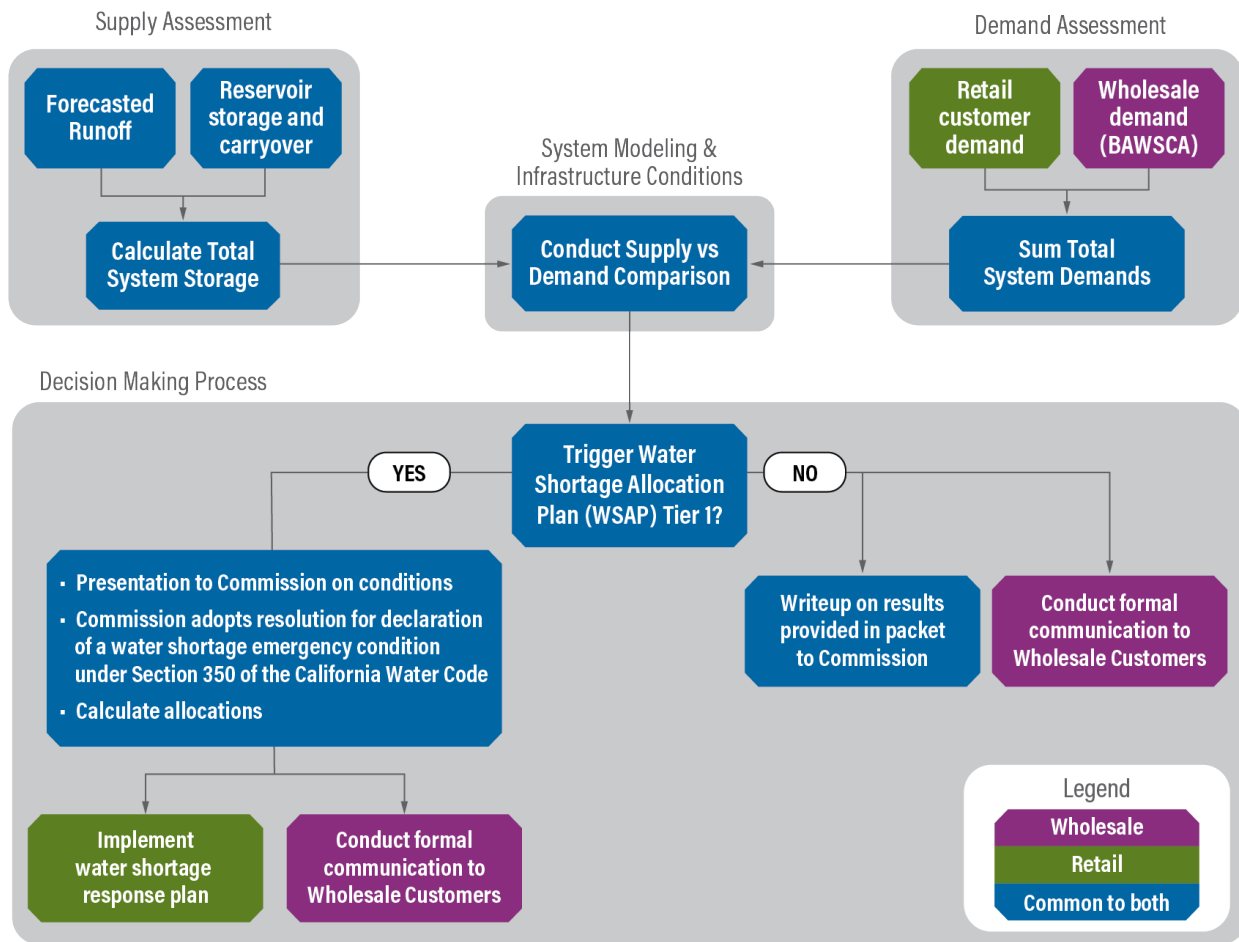 Supply Assessment
Forecasted
Runoff
Reservoir
storage and
carryover
Calculate Total
System Storage
System Modeling &
Infrastructure Conditions
Conduct Supply vs
Demand Comparison
Demand Assessment
Retail
customer
demand
Wholesale
demand
(BAWSCA)
Sum Total
System Demands
Decision Making Process
Trigger Water
Shortage Allocation
Plan (WSAP) Tier 1?
YES
NO
· Presentation to Commission on conditions
· Commission adopts resolution for declaration
of a water shortage emergency condition
under Section 350 of the California Water Code
· Calculate allocations
Implement
water shortage
response plan
Conduct formal
communication to
Wholesale Customers
Writeup on results
provided in packet
to Commission
Conduct formal
communication to
Wholesale Customers
Legend
Wholesale
Retail
Common to both